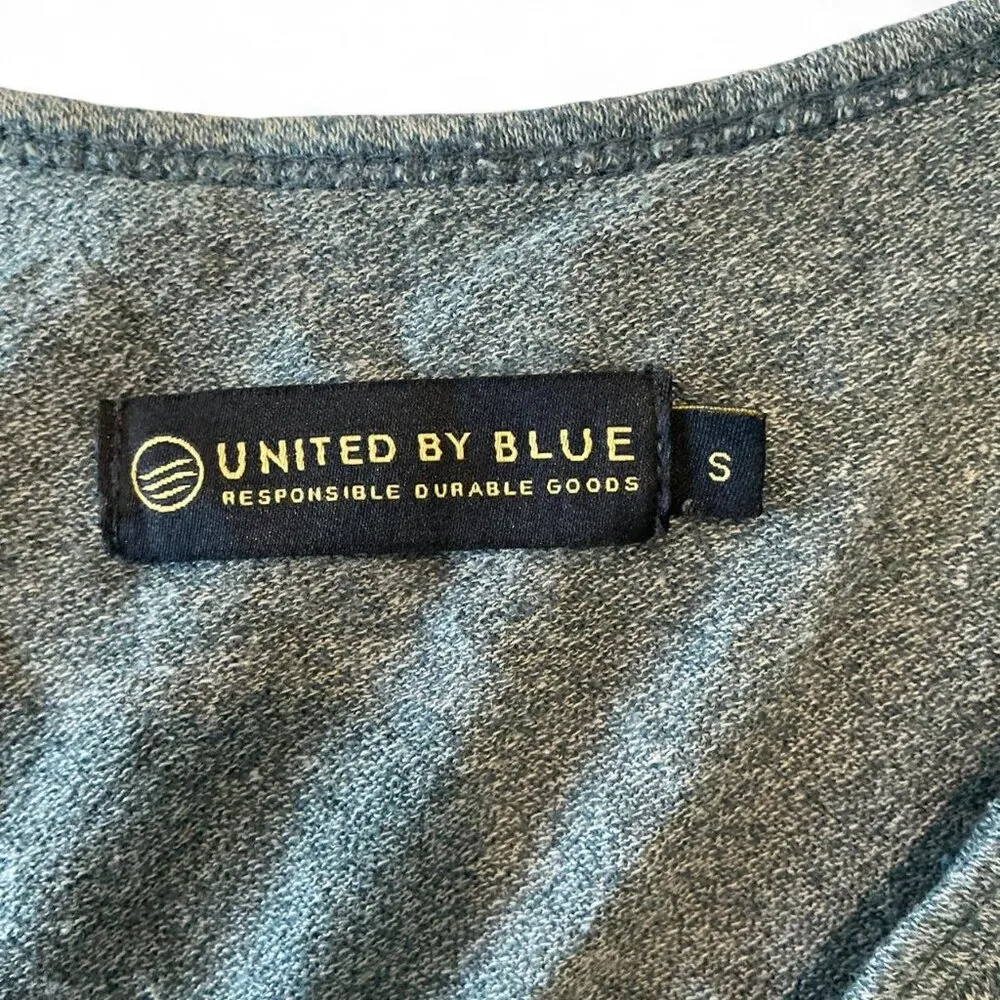 UNITED BY BLUE
RESPONSIBLE DURABLE GOODS
S